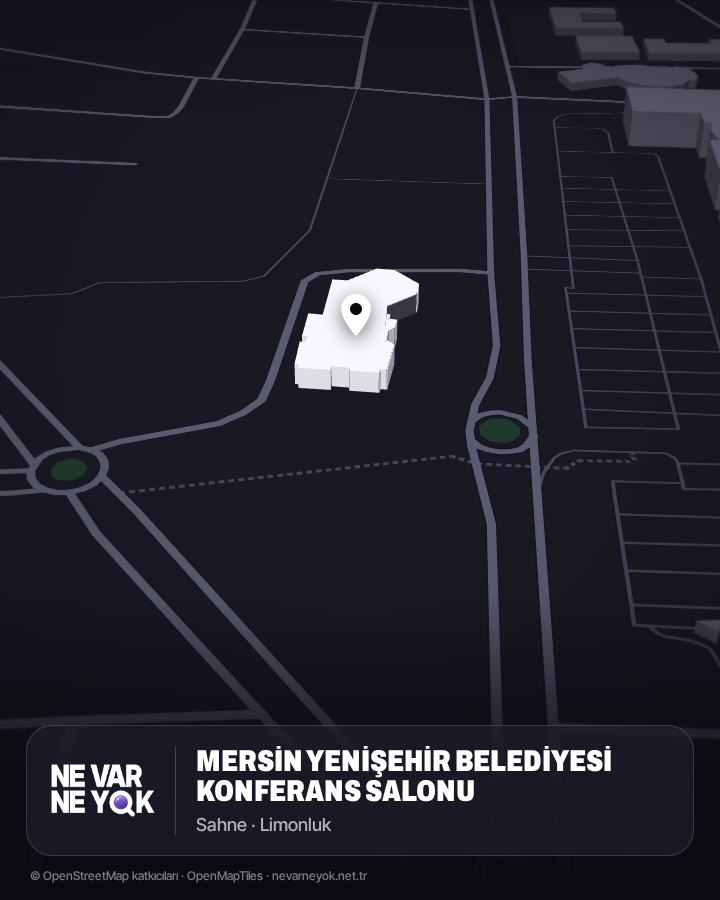 NE VAR
NE YOK
MERSİN YENİŞEHİR BELEDİYESİ
KONFERANS SALONU
Sahne · Limonluk
© OpenStreetMap katkıcıları · OpenMapTiles · nevarneyok.net.tr